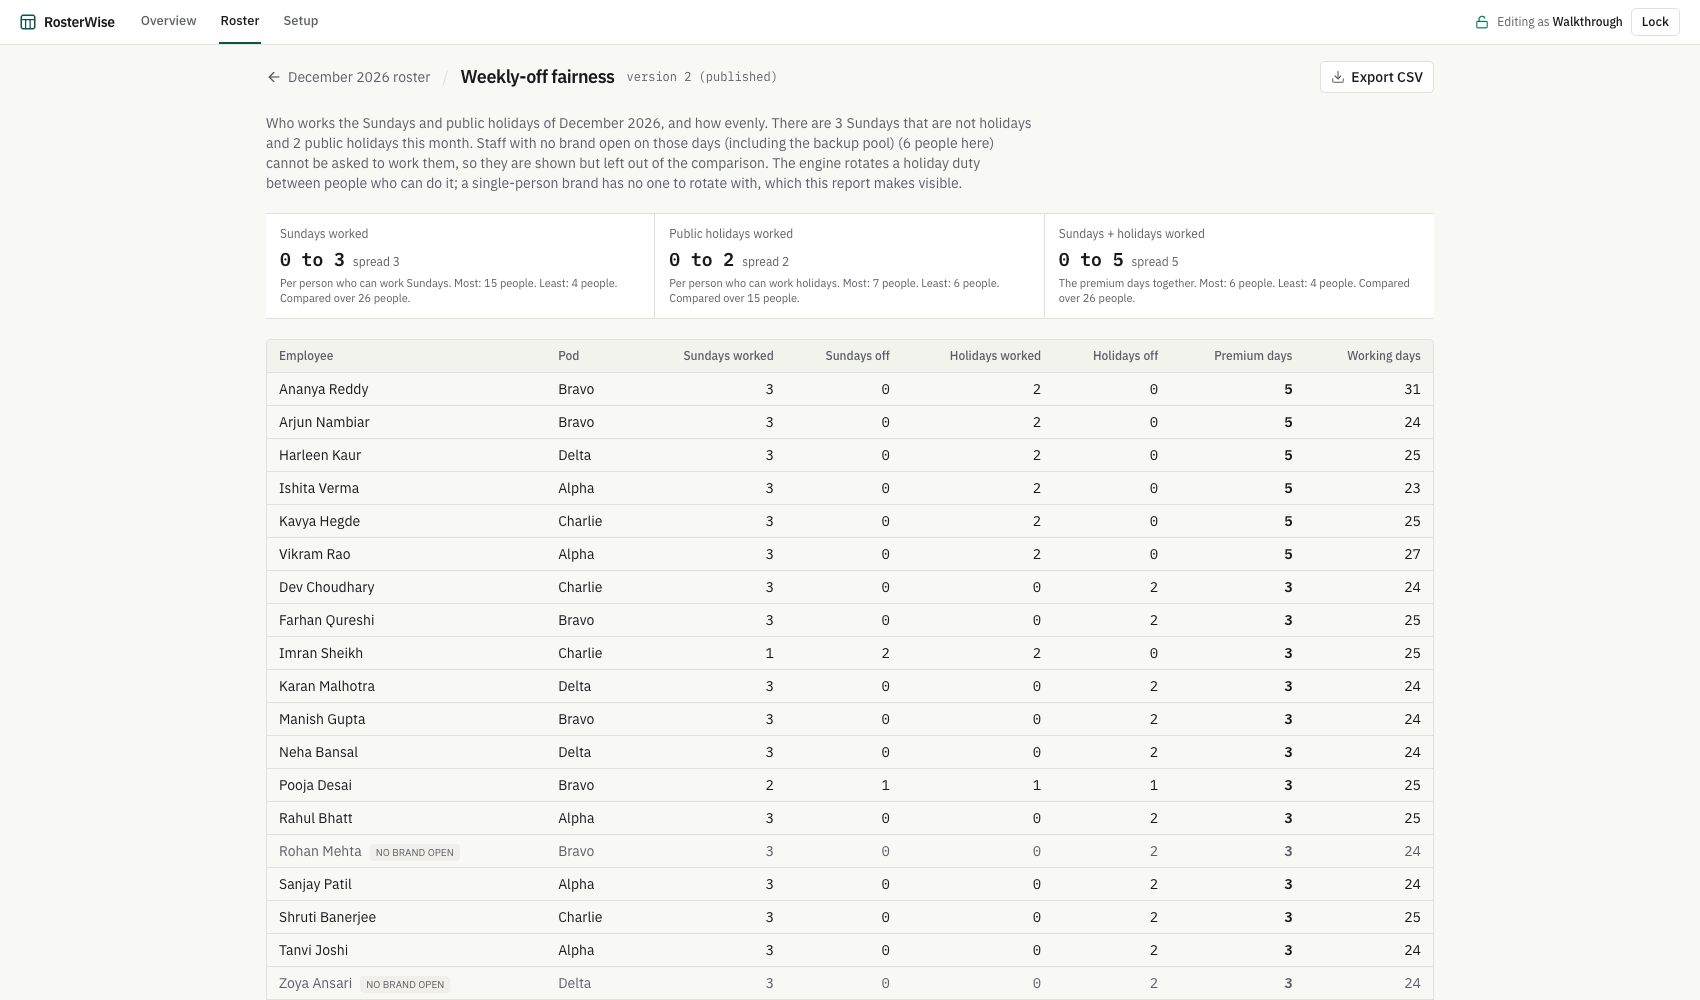 RosterWise Overview Roster Setup Editing as Walkthrough Lock
← December 2026 roster / Weekly-off fairness version 2 (published) Export CSV
Who works the Sundays and public holidays of December 2026, and how evenly. There are 3 Sundays that are not holidays
and 2 public holidays this month. Staff with no brand open on those days (including the backup pool) (6 people here)
cannot be asked to work them, so they are shown but left out of the comparison. The engine rotates a holiday duty
between people who can do it; a single-person brand has no one to rotate with, which this report makes visible.
Sundays worked
0 to 3 spread 3
Per person who can work Sundays. Most: 15 people. Least: 4 people.
Compared over 26 people.
Public holidays worked
0 to 2 spread 2
Per person who can work holidays. Most: 7 people. Least: 6 people.
Compared over 15 people.
Sundays + holidays worked
0 to 5 spread 5
The premium days together. Most: 6 people. Least: 4 people. Compared
over 26 people.
Employee Pod Sundays worked Sundays off Holidays worked Holidays off Premium days Working days
Ananya Reddy Bravo 3 0 2 0 5 31
Arjun Nambiar Bravo 3 0 2 0 5 24
Harleen Kaur Delta 3 0 2 0 5 25
Ishita Verma Alpha 3 0 2 0 5 23
Kavya Hegde Charlie 3 0 2 0 5 25
Vikram Rao Alpha 3 0 2 0 5 27
Dev Choudhary Charlie 3 0 0 2 3 24
Farhan Qureshi Bravo 3 0 0 2 3 25
Imran Sheikh Charlie 1 2 2 0 3 25
Karan Malhotra Delta 3 0 0 2 3 24
Manish Gupta Bravo 3 0 0 2 3 24
Neha Bansal Delta 3 0 0 2 3 24
Pooja Desai Bravo 2 1 1 1 3 25
Rahul Bhatt Alpha 3 0 0 2 3 25
Rohan Mehta NO BRAND OPEN Bravo 3 0 0 2 3 24
Sanjay Patil Alpha 3 0 0 2 3 24
Shruti Banerjee Charlie 3 0 0 2 3 25
Tanvi Joshi Alpha 3 0 0 2 3 24
Zoya Ansari NO BRAND OPEN Delta 3 0 0 2 3 24